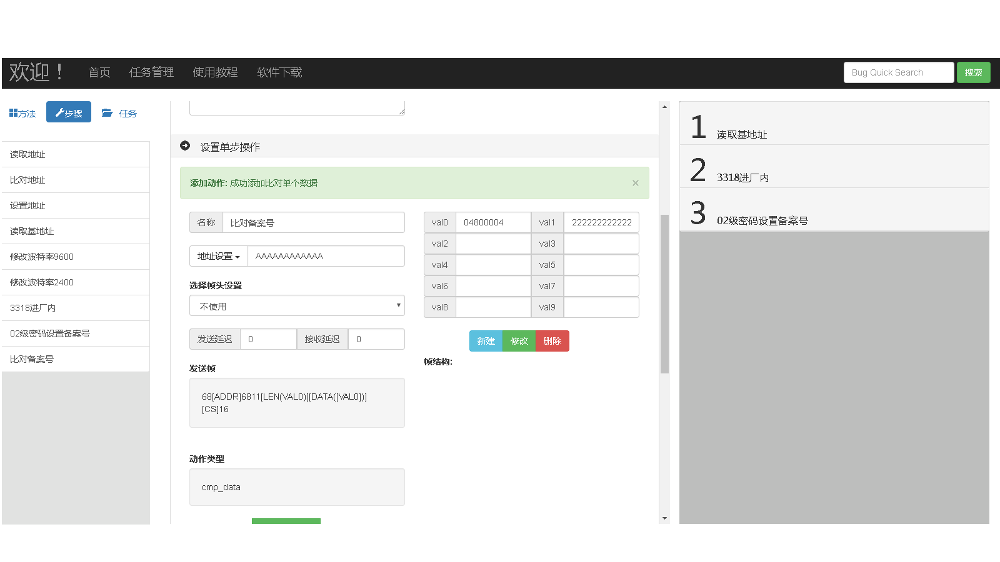 欢迎！ 首页 任务管理 使用教程 软件下载 Bug Quick Search 搜索
方法 步骤 任务
读取地址
比对地址
设置地址
读取基地址
修改波特率9600
修改波特率2400
3318进厂内
02级密码设置备案号
比对备案号
设置单步操作
添加动作: 成功添加比对单个数据 ×
名称 比对备案号
地址设置 AAAAAAAAAAAA
选择帧头设置
不使用
发送延迟 0 接收延迟 0
发送帧
68[ADDR]6811[LEN(VAL0)][DATA([VAL0])]
[CS]16
动作类型
cmp_data
val0 04800004 val1 222222222222
val2 val3
val4 val5
val6 val7
val8 val9
新建 修改 删除
帧结构:
1 读取基地址
2 3318进厂内
3 02级密码设置备案号